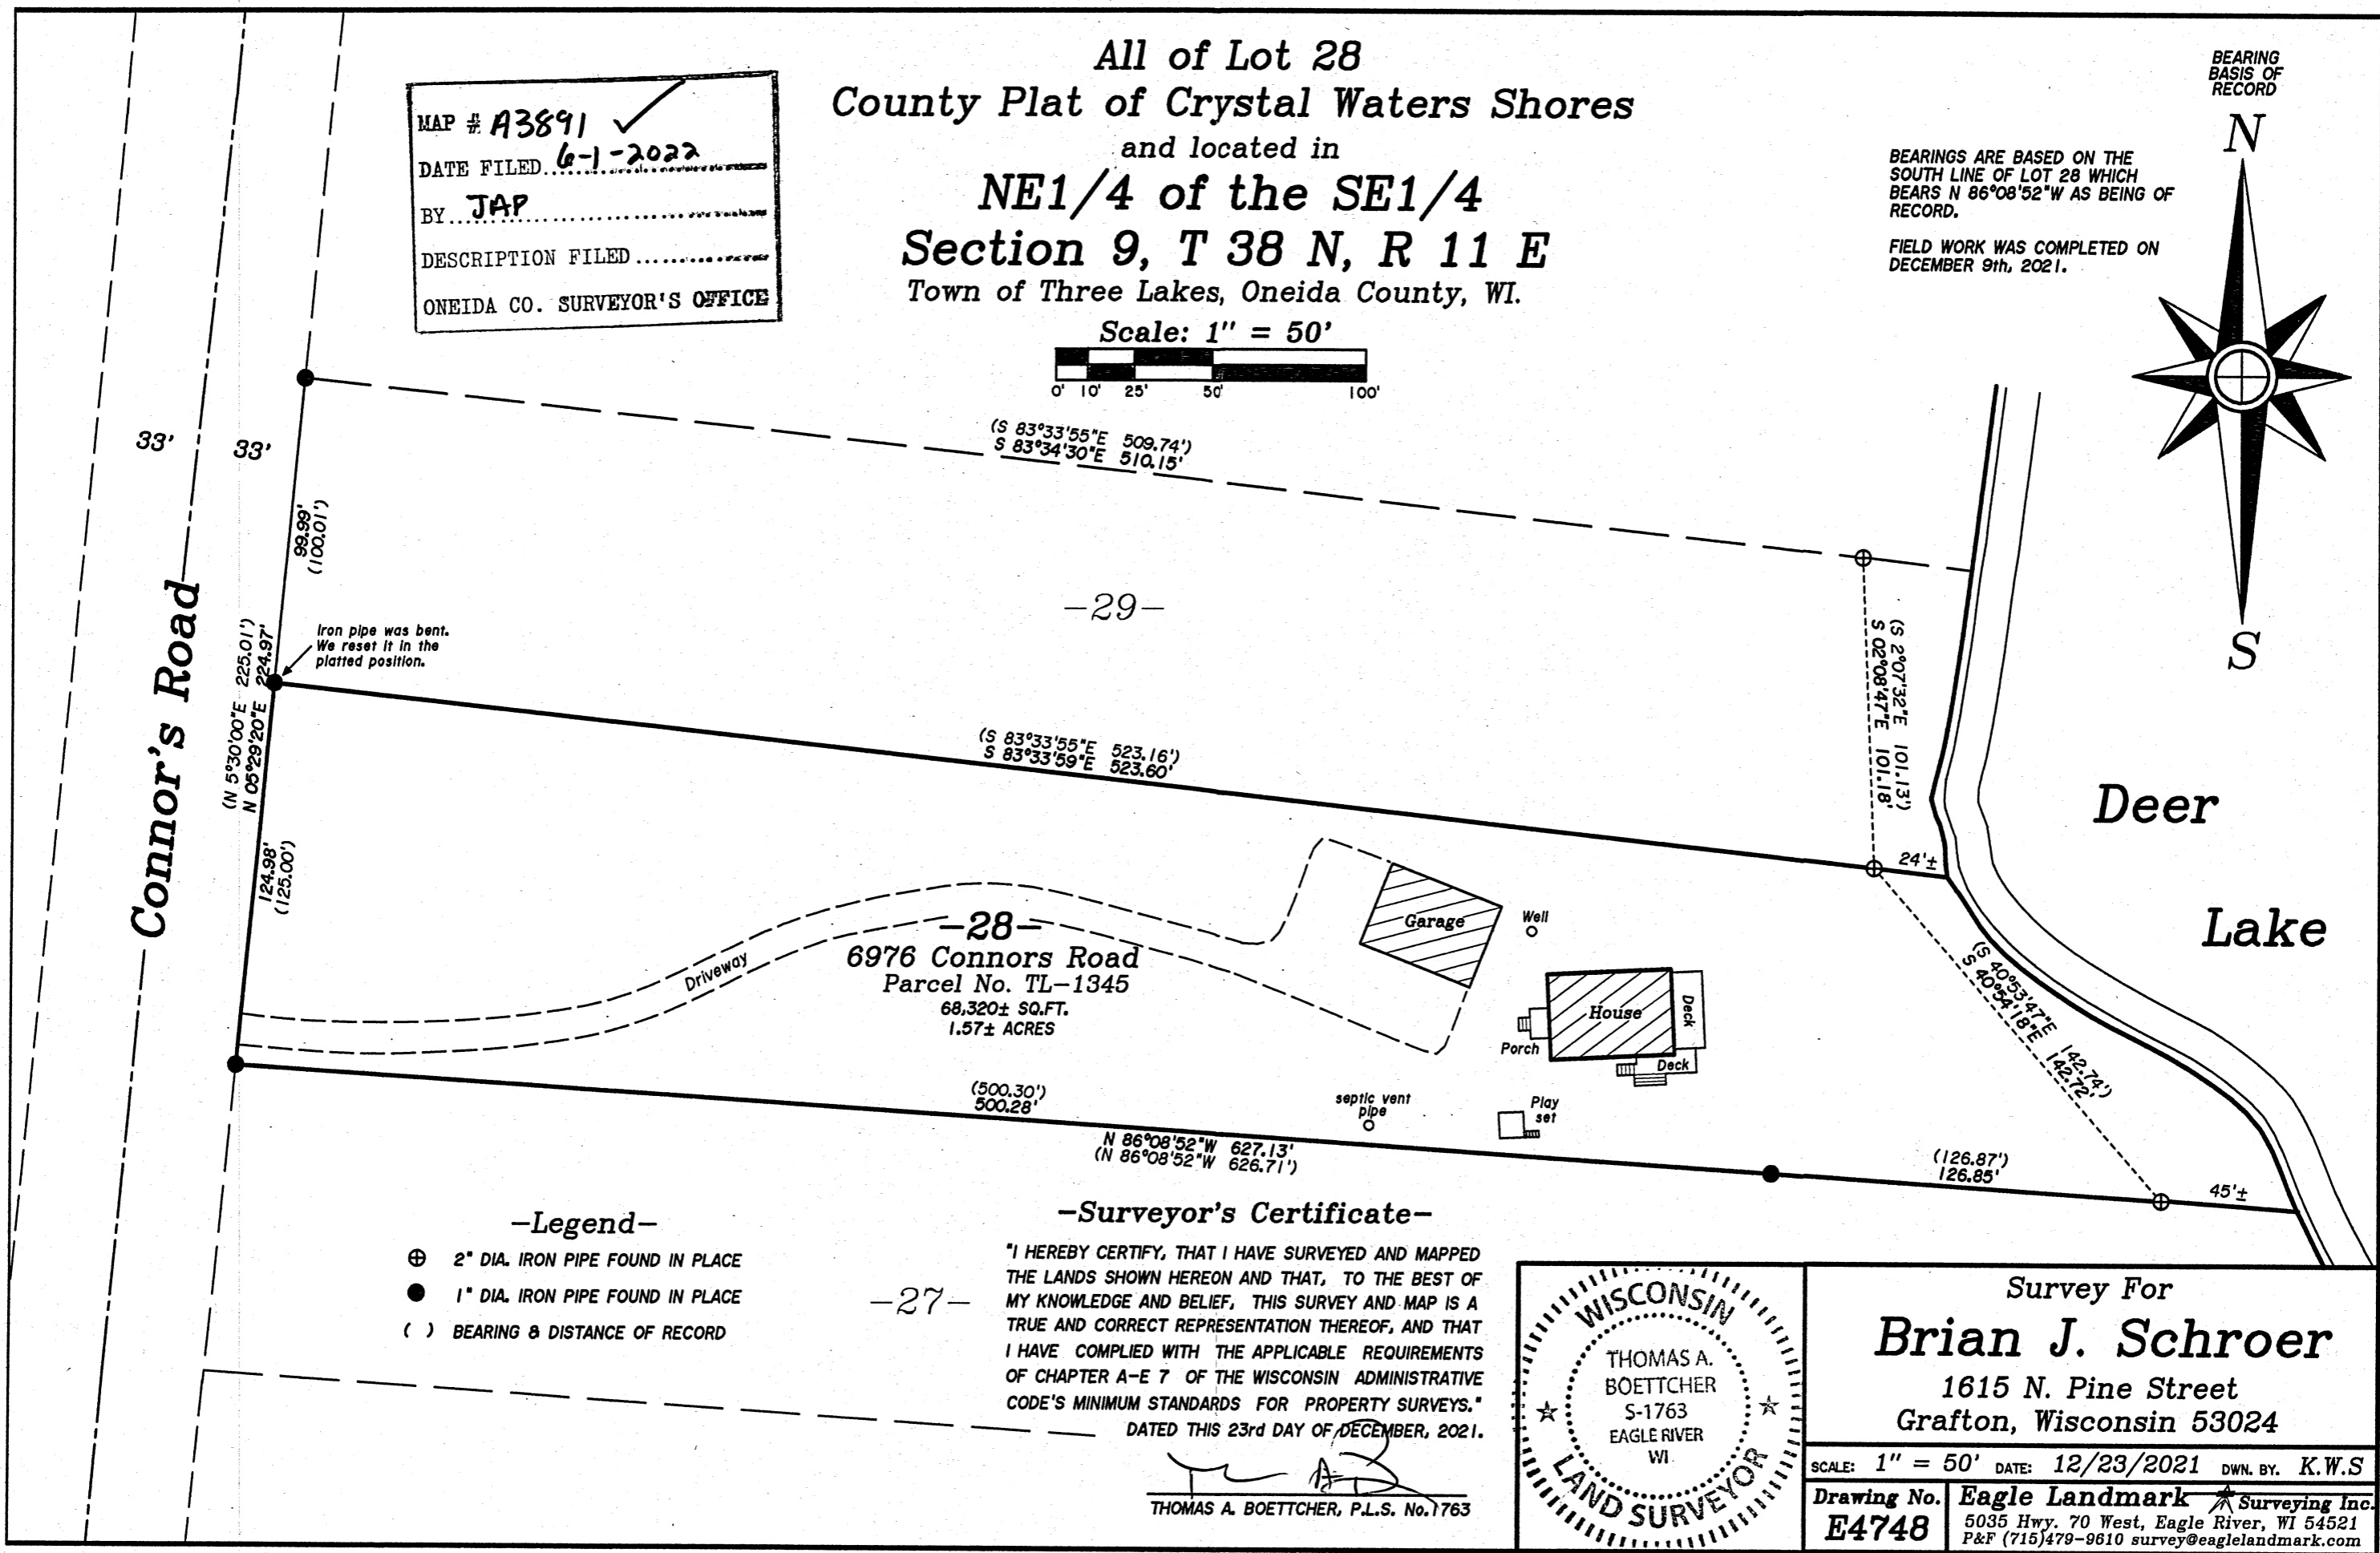 MAP # A3891 ✓
DATE FILED 6-1-2022
BY JAP
DESCRIPTION FILED
ONEIDA CO. SURVEYOR'S OFFICE
All of Lot 28
County Plat of Crystal Waters Shores
and located in
NE1/4 of the SE1/4
Section 9, T 38 N, R 11 E
Town of Three Lakes, Oneida County, WI.
Scale: 1" = 50'
0' 10' 25' 50' 100'
BEARING
BASIS OF
RECORD
N
S
BEARINGS ARE BASED ON THE
SOUTH LINE OF LOT 28 WHICH
BEARS N 86°08'52"W AS BEING OF
RECORD.
FIELD WORK WAS COMPLETED ON
DECEMBER 9th, 2021.
33'
33'
(S 83°33'55"E 509.74')
S 83°34'30"E 510.15'
99.99'
(100.01')
-29-
Connor's Road
(N 5°30'00"E 225.01')
N 05°29'20"E 224.97'
Iron pipe was bent.
We reset it in the
platted position.
(S 2°07'32"E 101.13')
S 02°08'47"E 101.18'
(S 83°33'55"E 523.16')
S 83°33'59"E 523.60'
Deer
Lake
24'±
124.98'
(125.00')
Driveway
-28-
6976 Connors Road
Parcel No. TL-1345
68,320± SQ.FT.
1.57± ACRES
Garage
Well
House
Deck
Porch
Deck
(S 40°53'47"E 142.74')
S 40°54'18"E 142.72'
septic vent
pipe
Play
set
(500.30')
500.28'
N 86°08'52"W 627.13'
(N 86°08'52"W 626.71')
(126.87')
126.85'
45'±
-Legend-
2" DIA. IRON PIPE FOUND IN PLACE
1" DIA. IRON PIPE FOUND IN PLACE
( ) BEARING & DISTANCE OF RECORD
-27-
-Surveyor's Certificate-
"I HEREBY CERTIFY, THAT I HAVE SURVEYED AND MAPPED
THE LANDS SHOWN HEREON AND THAT, TO THE BEST OF
MY KNOWLEDGE AND BELIEF, THIS SURVEY AND MAP IS A
TRUE AND CORRECT REPRESENTATION THEREOF, AND THAT
I HAVE COMPLIED WITH THE APPLICABLE REQUIREMENTS
OF CHAPTER A-E 7 OF THE WISCONSIN ADMINISTRATIVE
CODE'S MINIMUM STANDARDS FOR PROPERTY SURVEYS."
DATED THIS 23rd DAY OF DECEMBER, 2021.
THOMAS A. BOETTCHER, P.L.S. No.1763
WISCONSIN
THOMAS A.
BOETTCHER
S-1763
EAGLE RIVER
WI
LAND SURVEYOR
Survey For
Brian J. Schroer
1615 N. Pine Street
Grafton, Wisconsin 53024
SCALE: 1" = 50' DATE: 12/23/2021 DWN. BY. K.W.S
Drawing No.
E4748
Eagle Landmark Surveying Inc.
5035 Hwy. 70 West, Eagle River, WI 54521
P&F (715)479-9610 survey@eaglelandmark.com